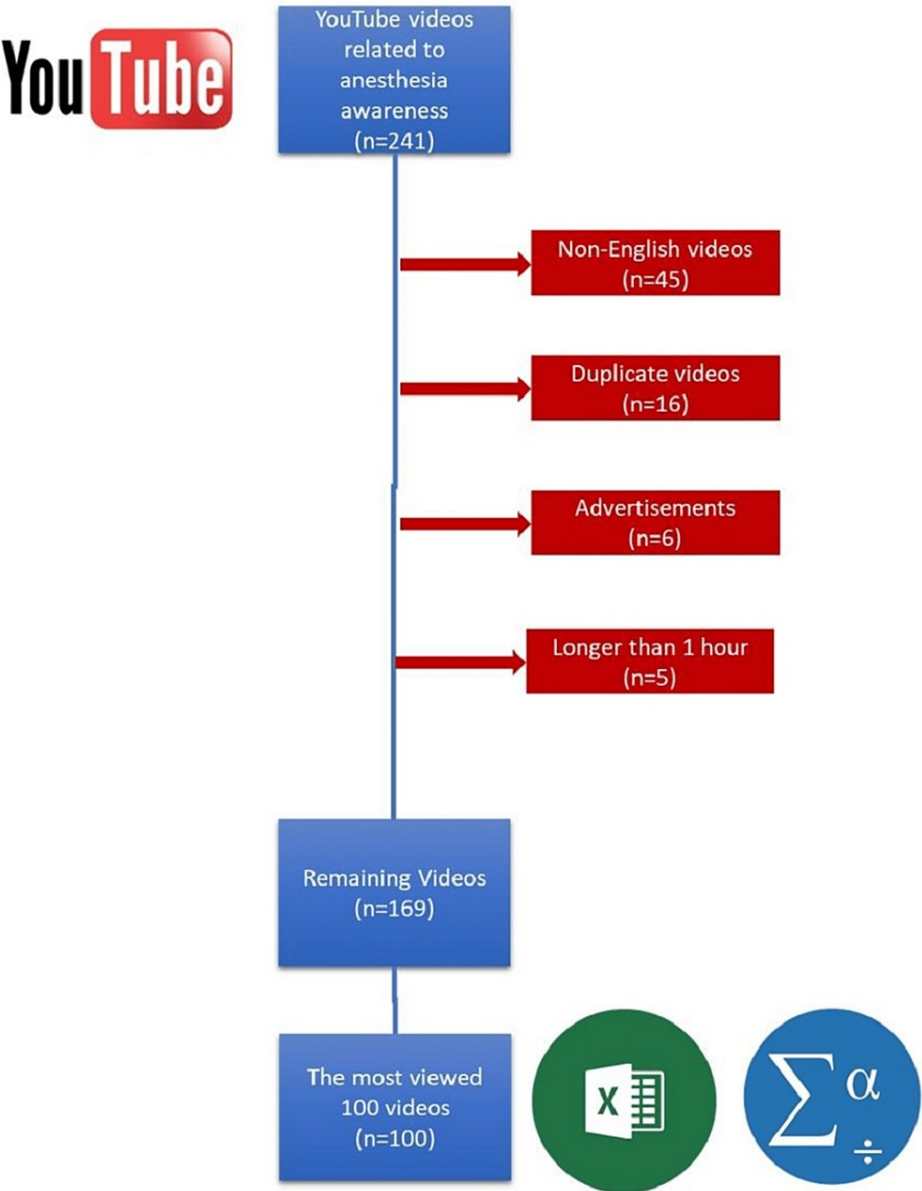 YouTube
YouTube videos
related to
anesthesia
awareness
(n=241)
Non-English videos
(n=45)
Duplicate videos
(n=16)
Advertisements
(n=6)
Longer than 1 hour
(n=5)
Remaining Videos
(n=169)
The most viewed
100 videos
(n=100)
X
Σ α
÷